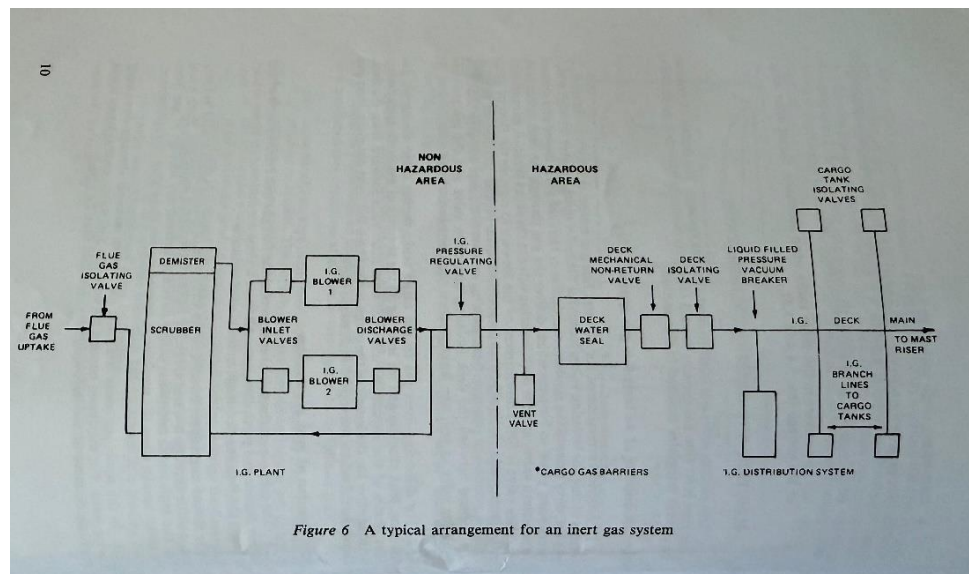 10
NON
HAZARDOUS
AREA
HAZARDOUS
AREA
CARGO
TANK
ISOLATING
VALVES
FLUE
GAS
ISOLATING
VALVE
DEMISTER
I.G.
BLOWER
1
I.G.
PRESSURE
REGULATING
VALVE
DECK
MECHANICAL
NON-RETURN
VALVE
DECK
ISOLATING
VALVE
LIQUID FILLED
PRESSURE
VACUUM
BREAKER
FROM
FLUE
GAS
UPTAKE
SCRUBBER
BLOWER
INLET
VALVES
BLOWER
DISCHARGE
VALVES
DECK
WATER
SEAL
I.G. DECK MAIN
TO MAST
RISER
I.G.
BLOWER
2
VENT
VALVE
I.G.
BRANCH
LINES
TO
CARGO
TANKS
I.G. PLANT
*CARGO GAS BARRIERS
I.G. DISTRIBUTION SYSTEM
Figure 6 A typical arrangement for an inert gas system